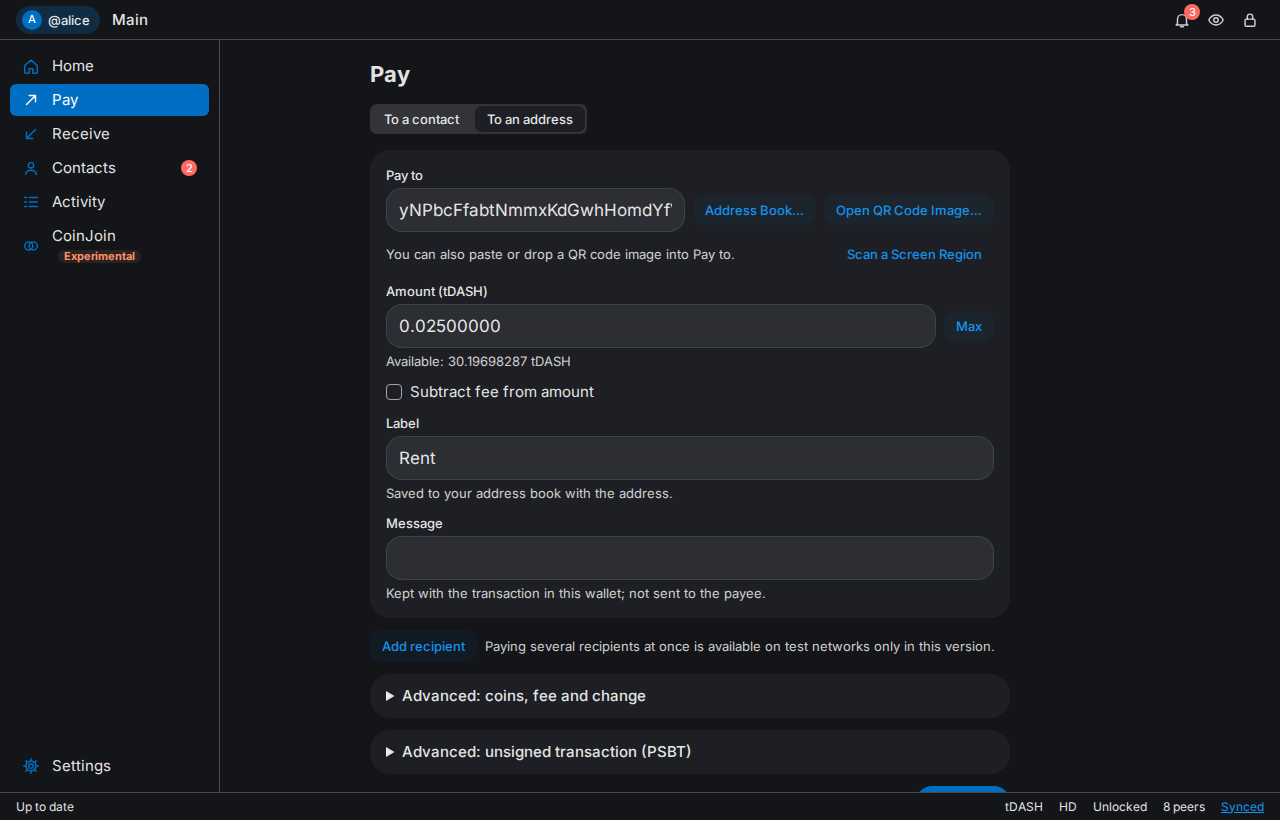 A @alice Main 3
Home
Pay
Receive
Contacts 2
Activity
CoinJoin
Experimental
Settings
Pay
To a contact To an address
Pay to
yNPbcFfabtNmmxKdGwhHomdYf Address Book... Open QR Code Image...
You can also paste or drop a QR code image into Pay to. Scan a Screen Region
Amount (tDASH)
0.02500000 Max
Available: 30.19698287 tDASH
Subtract fee from amount
Label
Rent
Saved to your address book with the address.
Message
Kept with the transaction in this wallet; not sent to the payee.
Add recipient Paying several recipients at once is available on test networks only in this version.
Advanced: coins, fee and change
Advanced: unsigned transaction (PSBT)
Up to date tDASH HD Unlocked 8 peers Synced